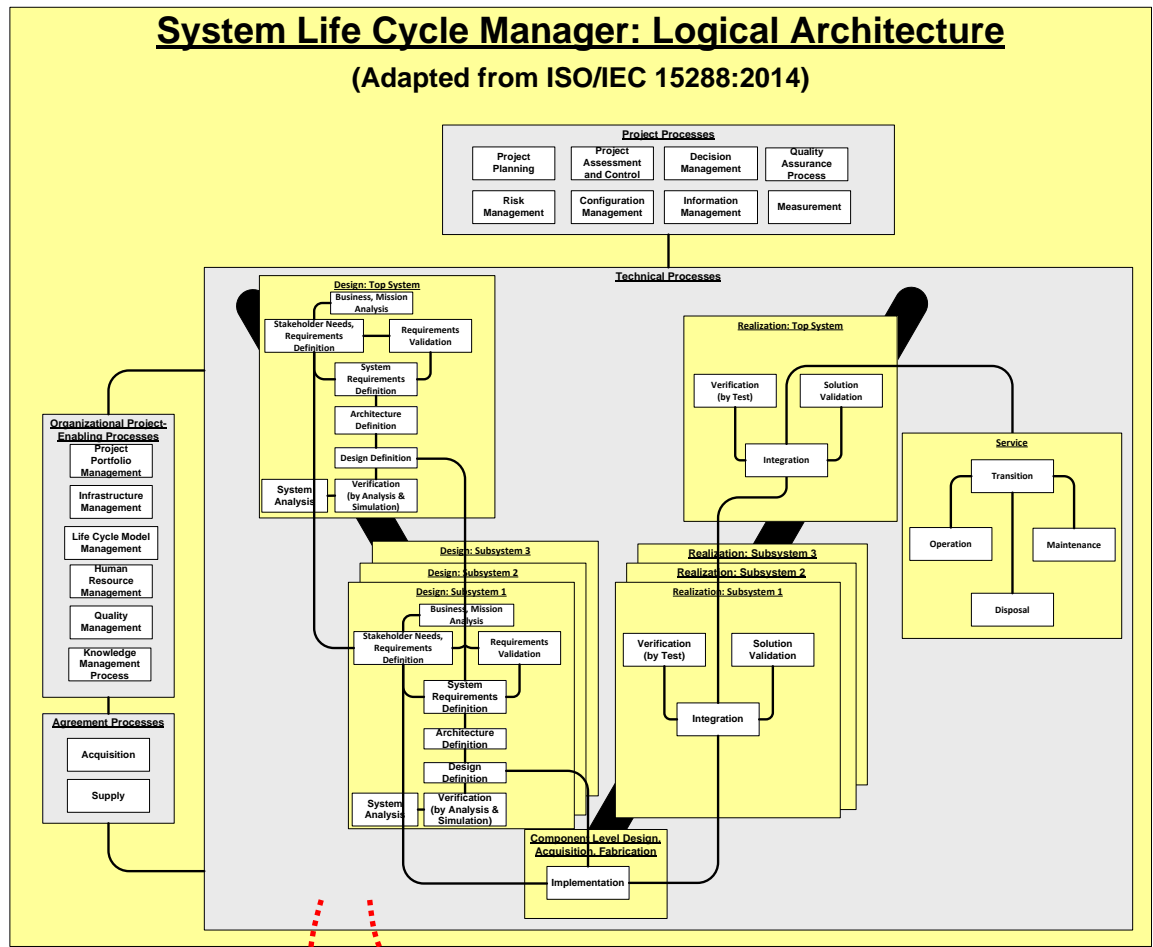 System Life Cycle Manager: Logical Architecture
(Adapted from ISO/IEC 15288:2014)
Project Processes
Project
Planning
Project
Assessment
and Control
Decision
Management
Quality
Assurance
Process
Risk
Management
Configuration
Management
Information
Management
Measurement
Technical Processes
Design: Top System
Business, Mission
Analysis
Stakeholder Needs,
Requirements
Definition
Requirements
Validation
System
Requirements
Definition
Architecture
Definition
Design Definition
System
Analysis
Verification
(by Analysis &
Simulation)
Realization: Top System
Verification
(by Test)
Solution
Validation
Integration
Service
Transition
Operation
Maintenance
Disposal
Organizational Project-
Enabling Processes
Project
Portfolio
Management
Infrastructure
Management
Life Cycle Model
Management
Human
Resource
Management
Quality
Management
Knowledge
Management
Process
Agreement Processes
Acquisition
Supply
Design: Subsystem 3
Design: Subsystem 2
Design: Subsystem 1
Business, Mission
Analysis
Stakeholder Needs,
Requirements
Definition
Requirements
Validation
System
Requirements
Definition
Architecture
Definition
Design
Definition
System
Analysis
Verification
(by Analysis &
Simulation)
Realization: Subsystem 3
Realization: Subsystem 2
Realization: Subsystem 1
Verification
(by Test)
Solution
Validation
Integration
Component Level Design,
Acquisition, Fabrication
Implementation